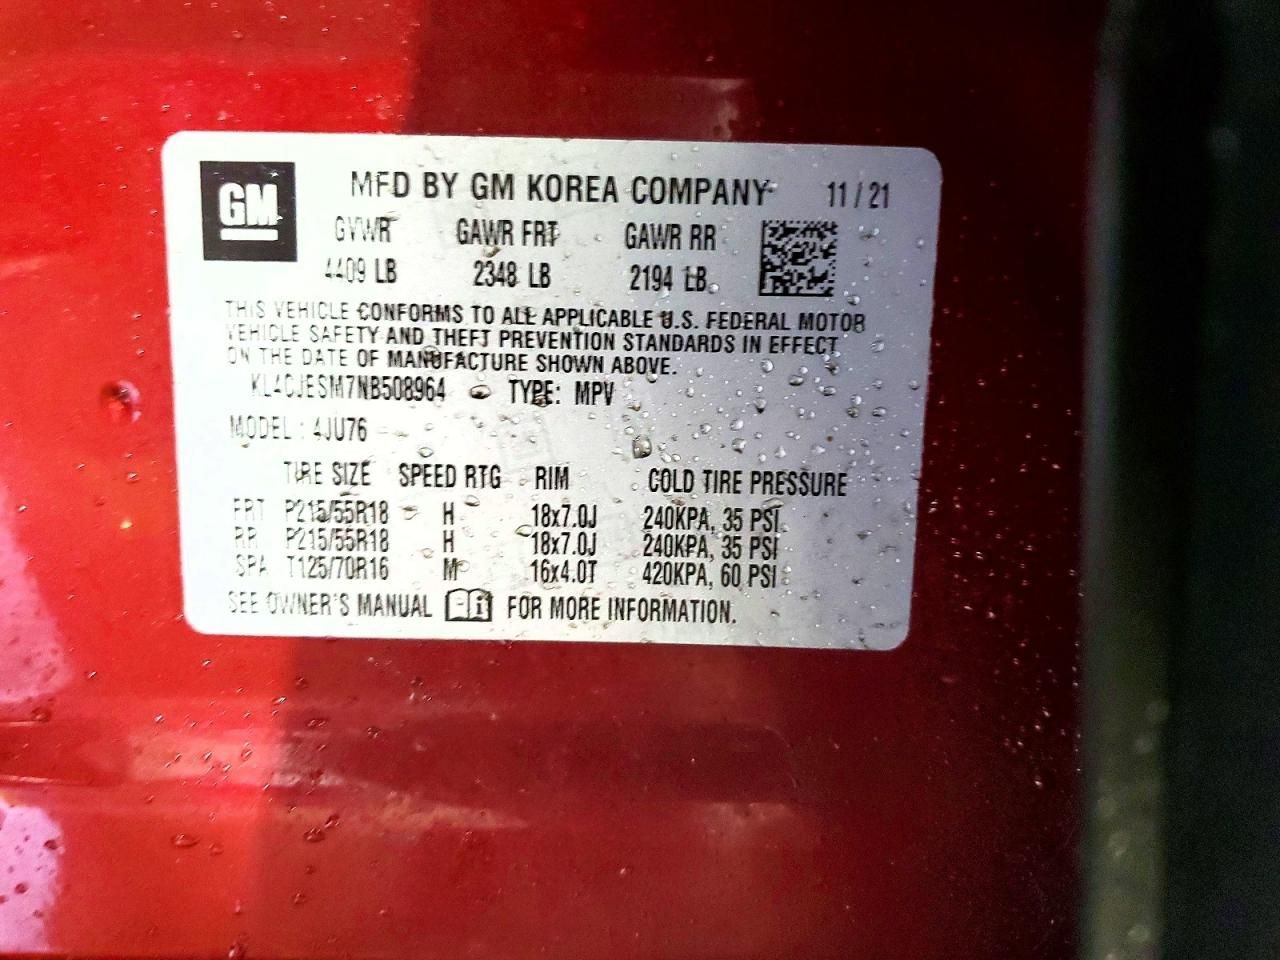 GM
MFD BY GM KOREA COMPANY 11 / 21
GVWR GAWR FRT GAWR RR
4409 LB 2348 LB 2194 LB
THIS VEHICLE CONFORMS TO ALL APPLICABLE U.S. FEDERAL MOTOR
VEHICLE SAFETY AND THEFT PREVENTION STANDARDS IN EFFECT
ON THE DATE OF MANUFACTURE SHOWN ABOVE.
KL4CJESM7NB508964 TYPE: MPV
MODEL : 4JU76
TIRE SIZE SPEED RTG RIM COLD TIRE PRESSURE
FRT P215/55R18 H 18x7.0J 240KPA, 35 PSI
RR P215/55R18 H 18x7.0J 240KPA, 35 PSI
SPA T125/70R16 M 16x4.0T 420KPA, 60 PSI
SEE OWNER'S MANUAL FOR MORE INFORMATION.